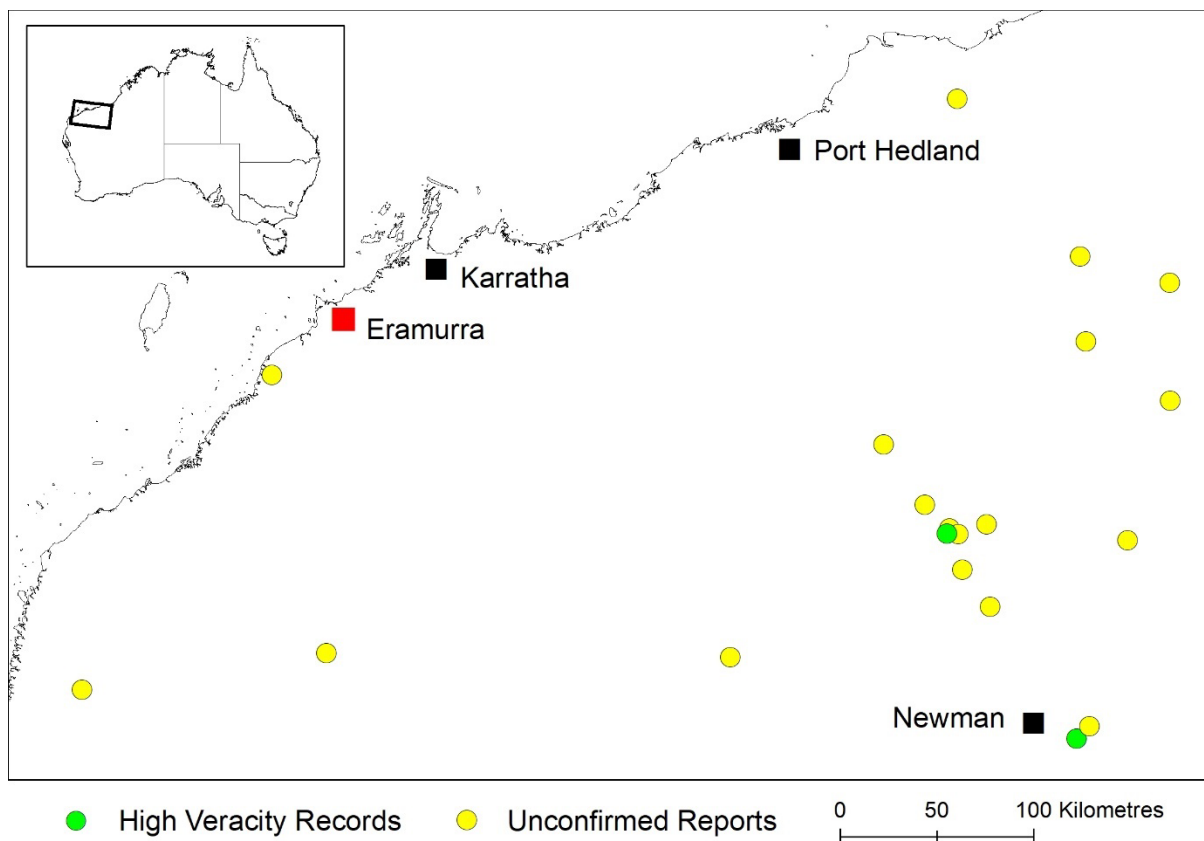 Port Hedland
Karratha
Eramurra
Newman
High Veracity Records
Unconfirmed Reports
0 50 100 Kilometres